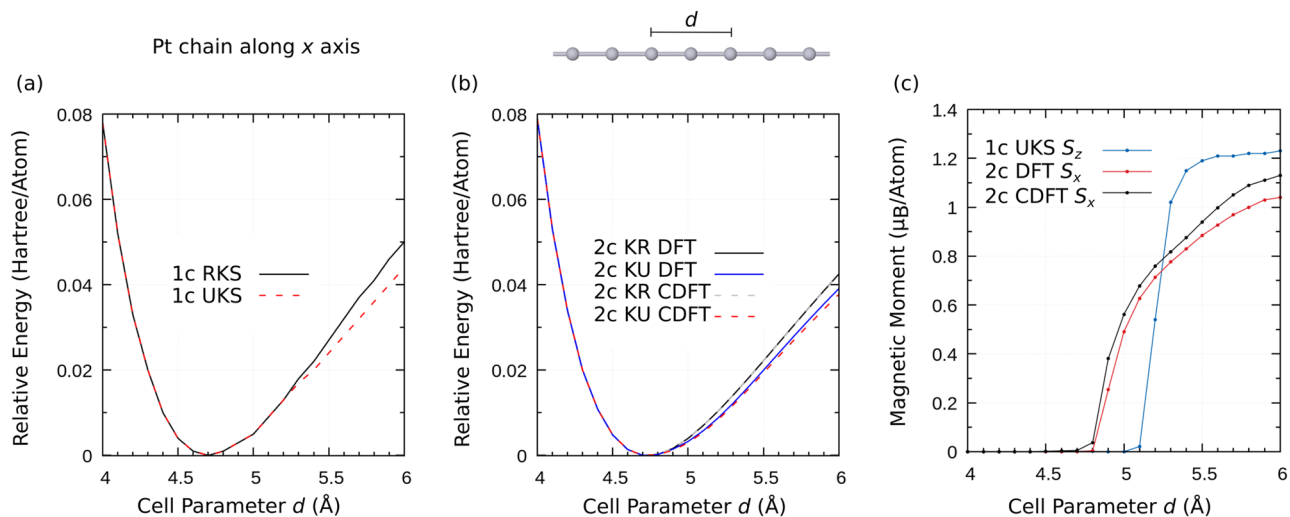 Pt chain along x axis
d
(a)
Relative Energy (Hartree/Atom)
0.08
0.06
0.04
0.02
0
1c RKS
1c UKS
4
4.5
5
5.5
6
Cell Parameter d (Å)
(b)
Relative Energy (Hartree/Atom)
0.08
0.06
0.04
0.02
0
2c KR DFT
2c KU DFT
2c KR CDFT
2c KU CDFT
4
4.5
5
5.5
6
Cell Parameter d (Å)
(c)
Magnetic Moment (μB/Atom)
1.4
1.2
1
0.8
0.6
0.4
0.2
0
1c UKS Sz
2c DFT Sx
2c CDFT Sx
4
4.5
5
5.5
6
Cell Parameter d (Å)